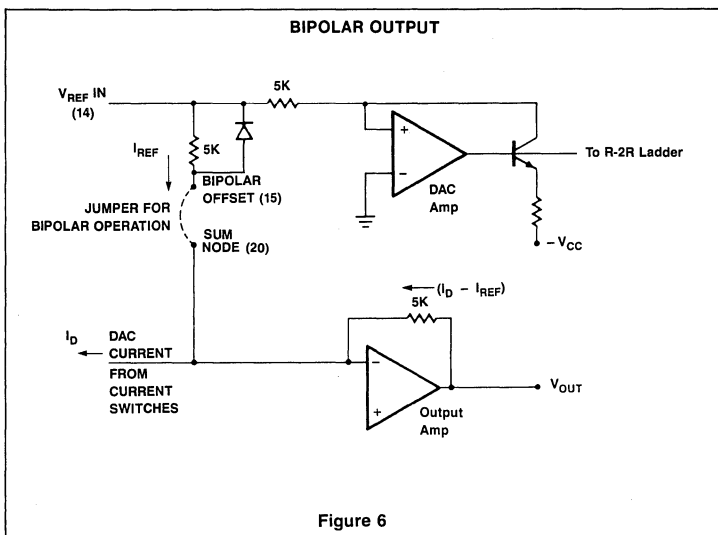 BIPOLAR OUTPUT
V_REF IN
(14)
5K
I_REF
5K
BIPOLAR
OFFSET (15)
JUMPER FOR
BIPOLAR OPERATION
SUM
NODE (20)
+
−
DAC
Amp
To R-2R Ladder
− V_CC
(I_D − I_REF)
5K
I_D
DAC
CURRENT
FROM
CURRENT
SWITCHES
−
+
Output
Amp
V_OUT
Figure 6